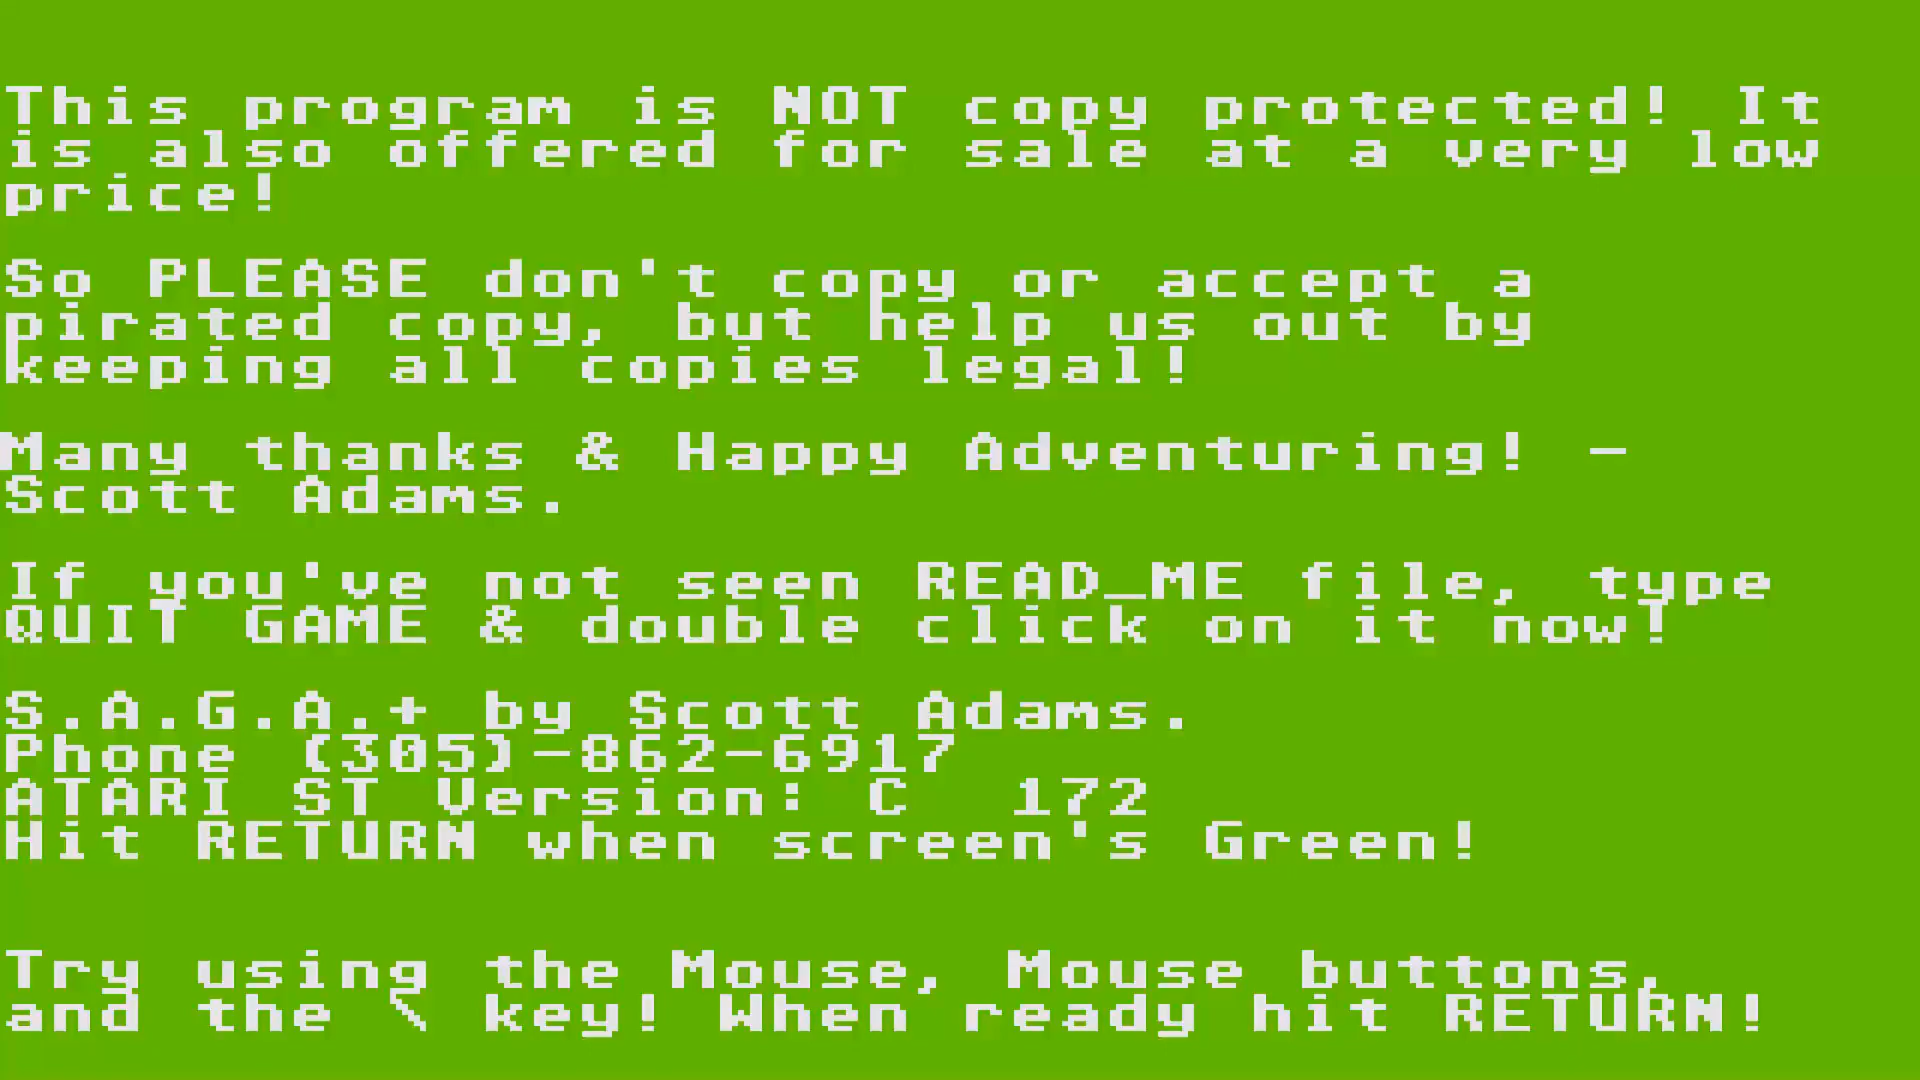 This program is NOT copy protected! It
is also offered for sale at a very low
price!
So PLEASE don't copy or accept a
pirated copy, but help us out by
keeping all copies legal!
Many thanks & Happy Adventuring! -
Scott Adams.
If you've not seen READ_ME file, type
QUIT GAME & double click on it now!
S.A.G.A.+ by Scott Adams.
Phone (305)-862-6917
ATARI ST Version: C  172
Hit RETURN when screen's Green!
Try using the Mouse, Mouse buttons,
and the \ key! When ready hit RETURN!